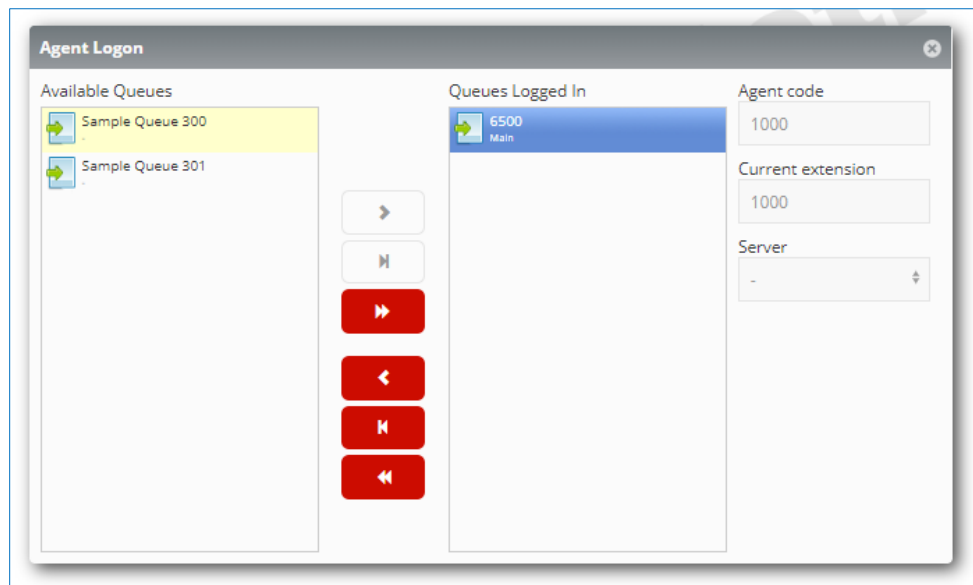 Agent Logon
Available Queues
Sample Queue 300
.
Sample Queue 301
.
Queues Logged In
6500
Main
Agent code
1000
Current extension
1000
Server
-